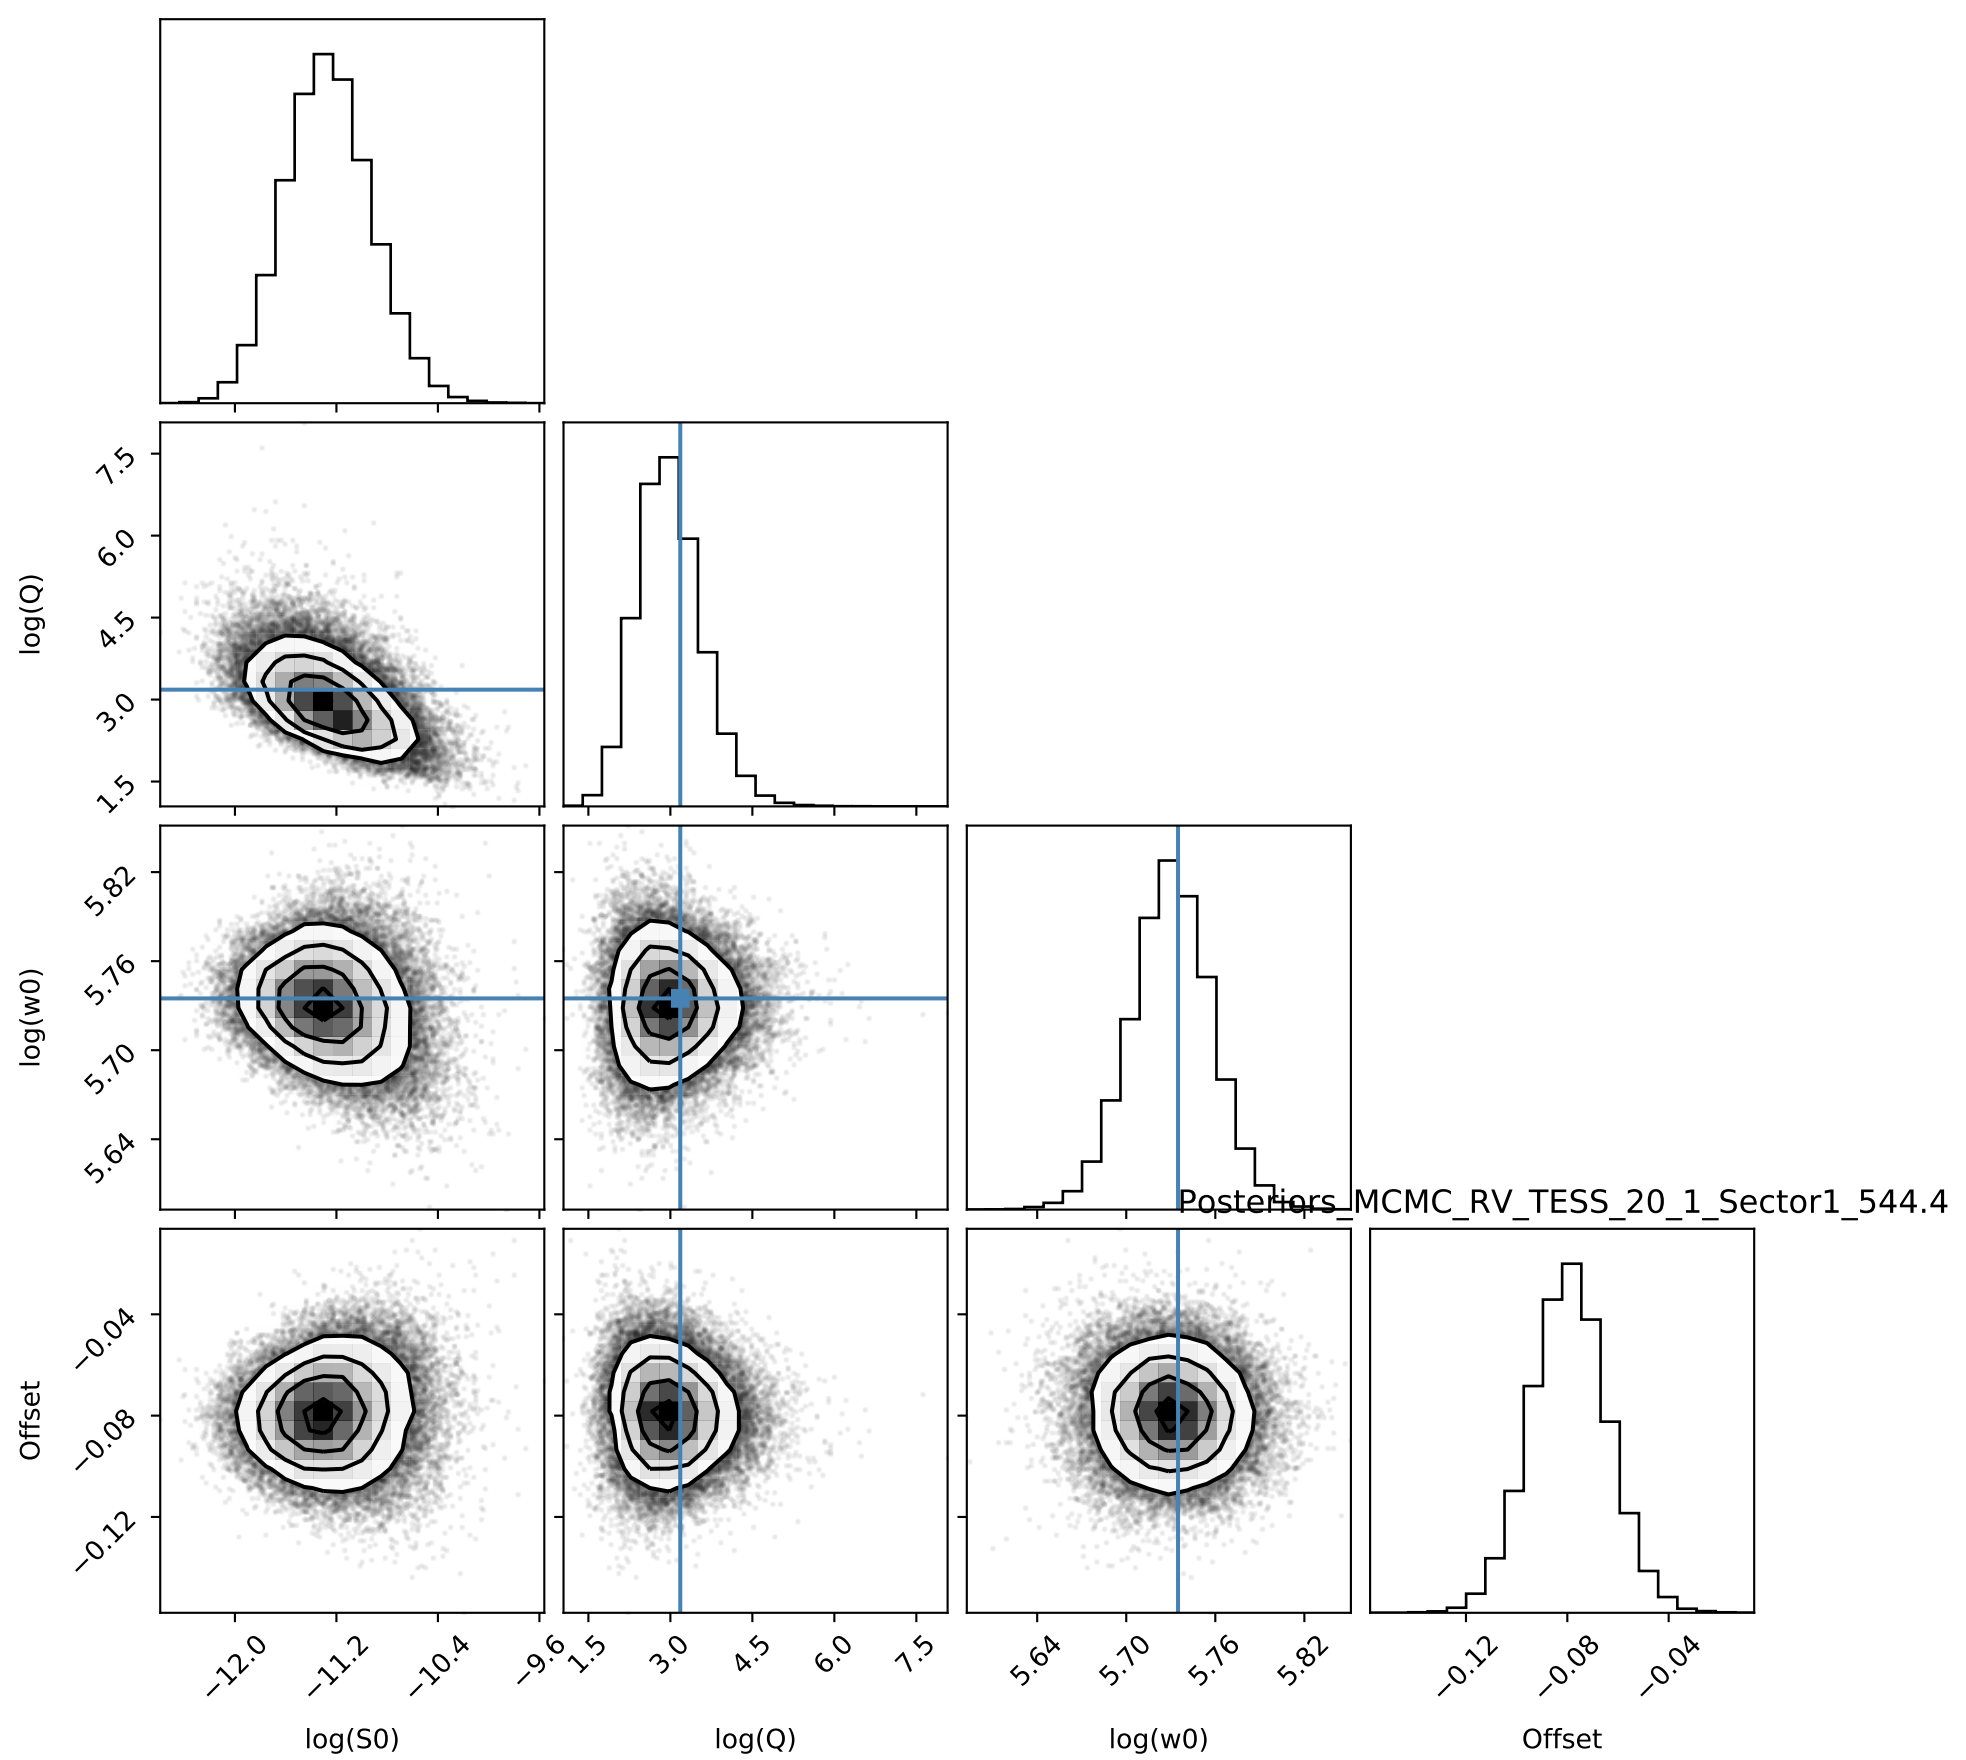 7.5
6.0
4.5
3.0
1.5
log(Q)
5.82
5.76
5.70
5.64
log(w0)
Posteriors_MCMC_RV_TESS_20_1_Sector1_544.4
−0.04
−0.08
−0.12
Offset
−12.0 −11.2 −10.4 −9.6 1.5 3.0 4.5 6.0 7.5 5.64 5.70 5.76 5.82 −0.12 −0.08 −0.04
log(S0) log(Q) log(w0) Offset